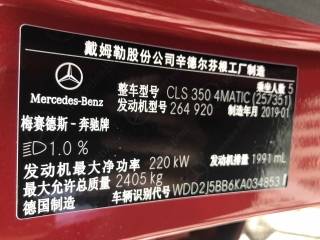 戴姆勒股份公司辛德尔芬根工厂制造
乘坐人数 5
整车型号 CLS 350 4MATIC (257351)
发动机型号 264 920 制造年月 2019-01
Mercedes-Benz
梅赛德斯-奔驰牌
1.0 %
发动机最大净功率 220 kW 发动机排量 1991 mL
最大允许总质量 2405 kg
德国制造 车辆识别代号 WDD2J5BB6KA034853